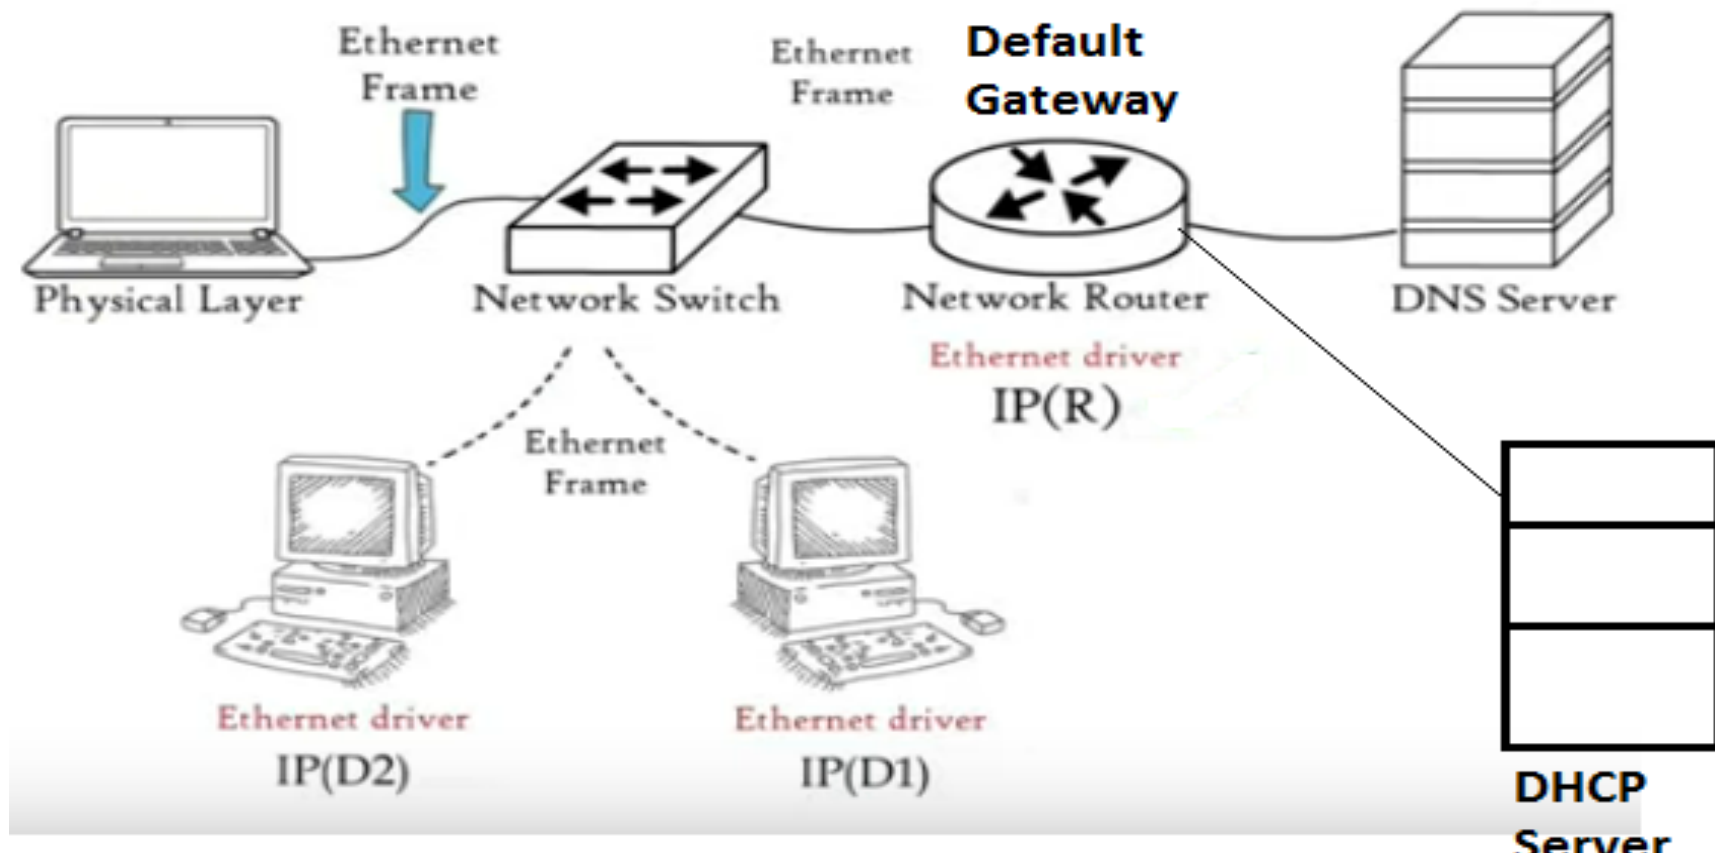 Ethernet
Frame
Ethernet
Frame
Default
Gateway
Physical Layer
Network Switch
Network Router
DNS Server
Ethernet driver
IP(R)
Ethernet
Frame
Ethernet driver
IP(D2)
Ethernet driver
IP(D1)
DHCP
Server